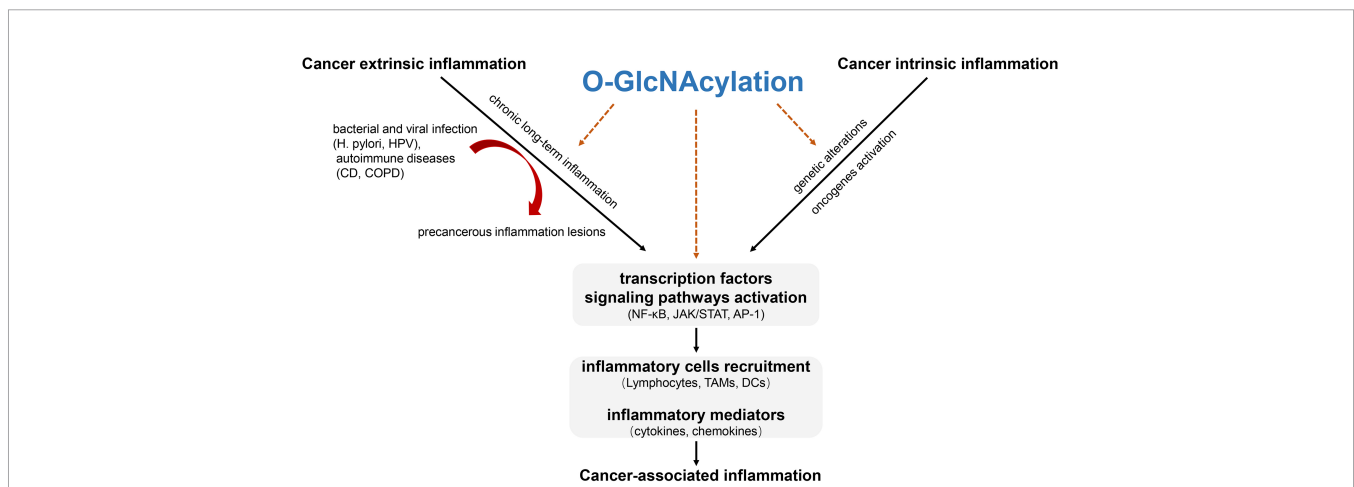 Cancer extrinsic inflammation
O-GlcNAcylation
Cancer intrinsic inflammation
chronic long-term inflammation
bacterial and viral infection
(H. pylori, HPV),
autoimmune diseases
(CD, COPD)
precancerous inflammation lesions
genetic alterations
oncogenes activation
transcription factors
signaling pathways activation
(NF-κB, JAK/STAT, AP-1)
inflammatory cells recruitment
(Lymphocytes, TAMs, DCs)
inflammatory mediators
(cytokines, chemokines)
Cancer-associated inflammation